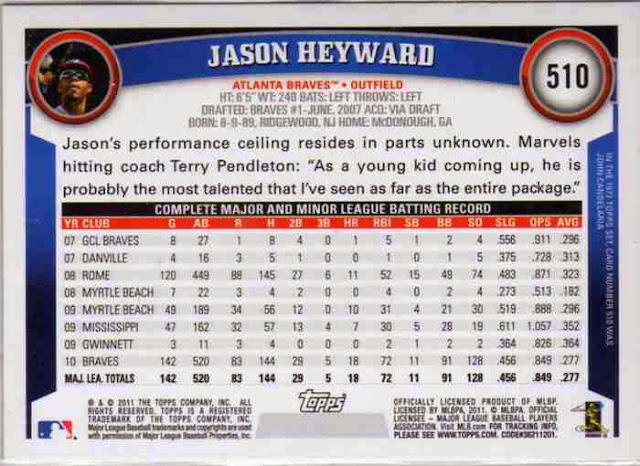 JASON HEYWARD
510
ATLANTA BRAVES™ • OUTFIELD
HT: 6'5" WT: 240 BATS: LEFT THROWS: LEFT
DRAFTED: BRAVES #1-JUNE, 2007 ACQ: VIA DRAFT
BORN: 8-9-89, RIDGEWOOD, NJ HOME: McDONOUGH, GA
Jason's performance ceiling resides in parts unknown. Marvels
hitting coach Terry Pendleton: "As a young kid coming up, he is
probably the most talented that I've seen as far as the entire package."
COMPLETE MAJOR AND MINOR LEAGUE BATTING RECORD
YR CLUB G AB R H 2B 3B HR RBI SB BB SO SLG OPS AVG
07 GCL BRAVES 8 27 1 8 4 0 1 5 1 2 4 .556 .911 .296
07 DANVILLE 4 16 3 5 1 0 0 1 0 1 5 .375 .728 .313
08 ROME 120 449 88 145 27 6 11 52 15 49 74 .483 .871 .323
08 MYRTLE BEACH 7 22 3 4 2 0 0 4 0 2 4 .273 .513 .182
09 MYRTLE BEACH 49 189 34 56 12 0 10 31 4 21 30 .519 .888 .296
09 MISSISSIPPI 47 162 32 57 13 4 7 30 5 28 19 .611 1.057 .352
09 GWINNETT 3 11 3 4 0 0 0 0 1 2 2 .364 .826 .364
10 BRAVES 142 520 83 144 29 5 18 72 11 91 128 .456 .849 .277
MAJ. LEA. TOTALS 142 520 83 144 29 5 18 72 11 91 128 .456 .849 .277
IN THE 1973 TOPPS SET, CARD NUMBER 510 WAS
JOHN CANDELARIA
® & © 2011 THE TOPPS COMPANY, INC. ALL
RIGHTS RESERVED. TOPPS IS A REGISTERED
TRADEMARK OF THE TOPPS COMPANY, INC.
Major League Baseball trademarks and copyrights are used
with permission of Major League Baseball Properties, Inc.
Topps
OFFICIALLY LICENSED PRODUCT OF MLBP.
LICENSED BY MLBPA, 2011. © MLBPA. OFFICIAL
LICENSEE – MAJOR LEAGUE BASEBALL PLAYERS
ASSOCIATION. Visit MLB.com FOR TRACKING INFO,
PLEASE SEE WWW.TOPPS.COM. CODE#36211201.